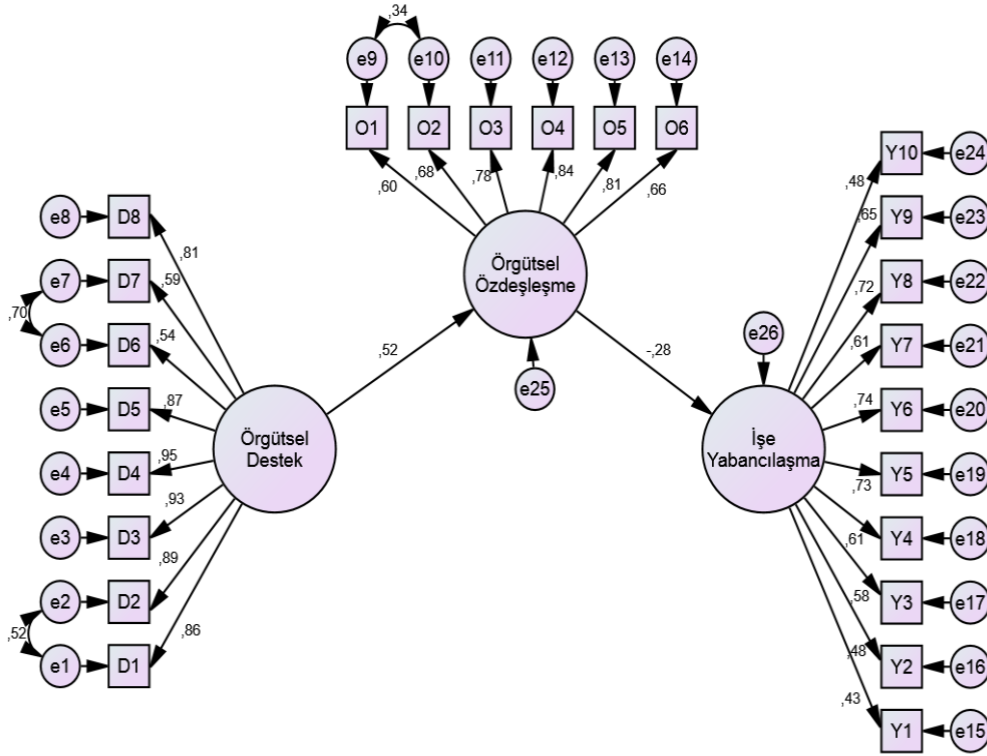 ,34
e9
e10
e11
e12
e13
e14
O1
O2
O3
O4
O5
O6
,60
,68
,78
,84
,81
,66
Örgütsel
Özdeşleşme
e25
e8
D8
,81
e7
D7
,59
,70
e6
D6
,54
e5
D5
,87
e4
D4
,95
e3
D3
,93
e2
D2
,89
,52
e1
D1
,86
Örgütsel
Destek
,52
-,28
e26
İşe
Yabancılaşma
,48
Y10
e24
,65
Y9
e23
,72
Y8
e22
,61
Y7
e21
,74
Y6
e20
,73
Y5
e19
,61
Y4
e18
,58
Y3
e17
,48
Y2
e16
,43
Y1
e15